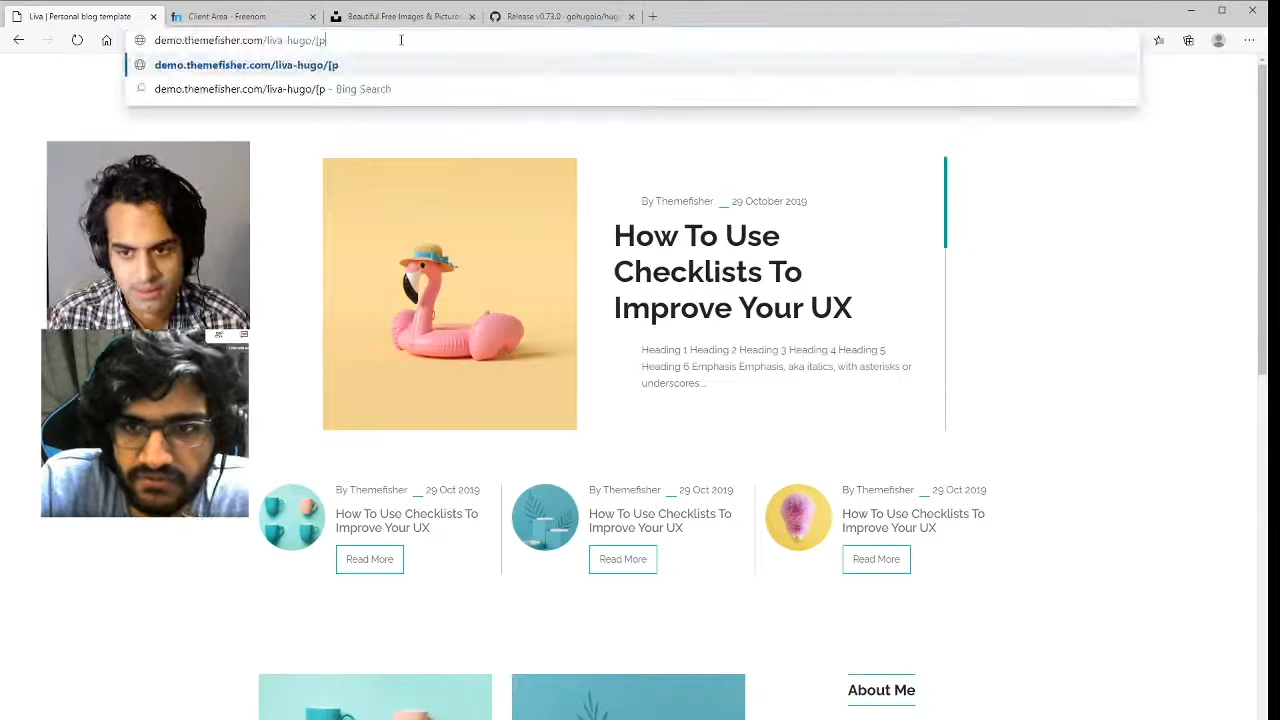 Liva | Personal blog template
Client Area - Freenom
Beautiful Free Images & Picture
Release v0.73.0 - gohugoio/hug
demo.themefisher.com/liva-hugo/[p
demo.themefisher.com/liva-hugo/[p
demo.themefisher.com/liva-hugo/[p - Bing Search
By Themefisher __ 29 October 2019
How To Use
Checklists To
Improve Your UX
Heading 1 Heading 2 Heading 3 Heading 4 Heading 5
Heading 6 Emphasis Emphasis, aka italics, with asterisks or
underscores...
By Themefisher __ 29 Oct 2019
How To Use Checklists To
Improve Your UX
Read More
By Themefisher __ 29 Oct 2019
How To Use Checklists To
Improve Your UX
Read More
By Themefisher __ 29 Oct 2019
How To Use Checklists To
Improve Your UX
Read More
About Me